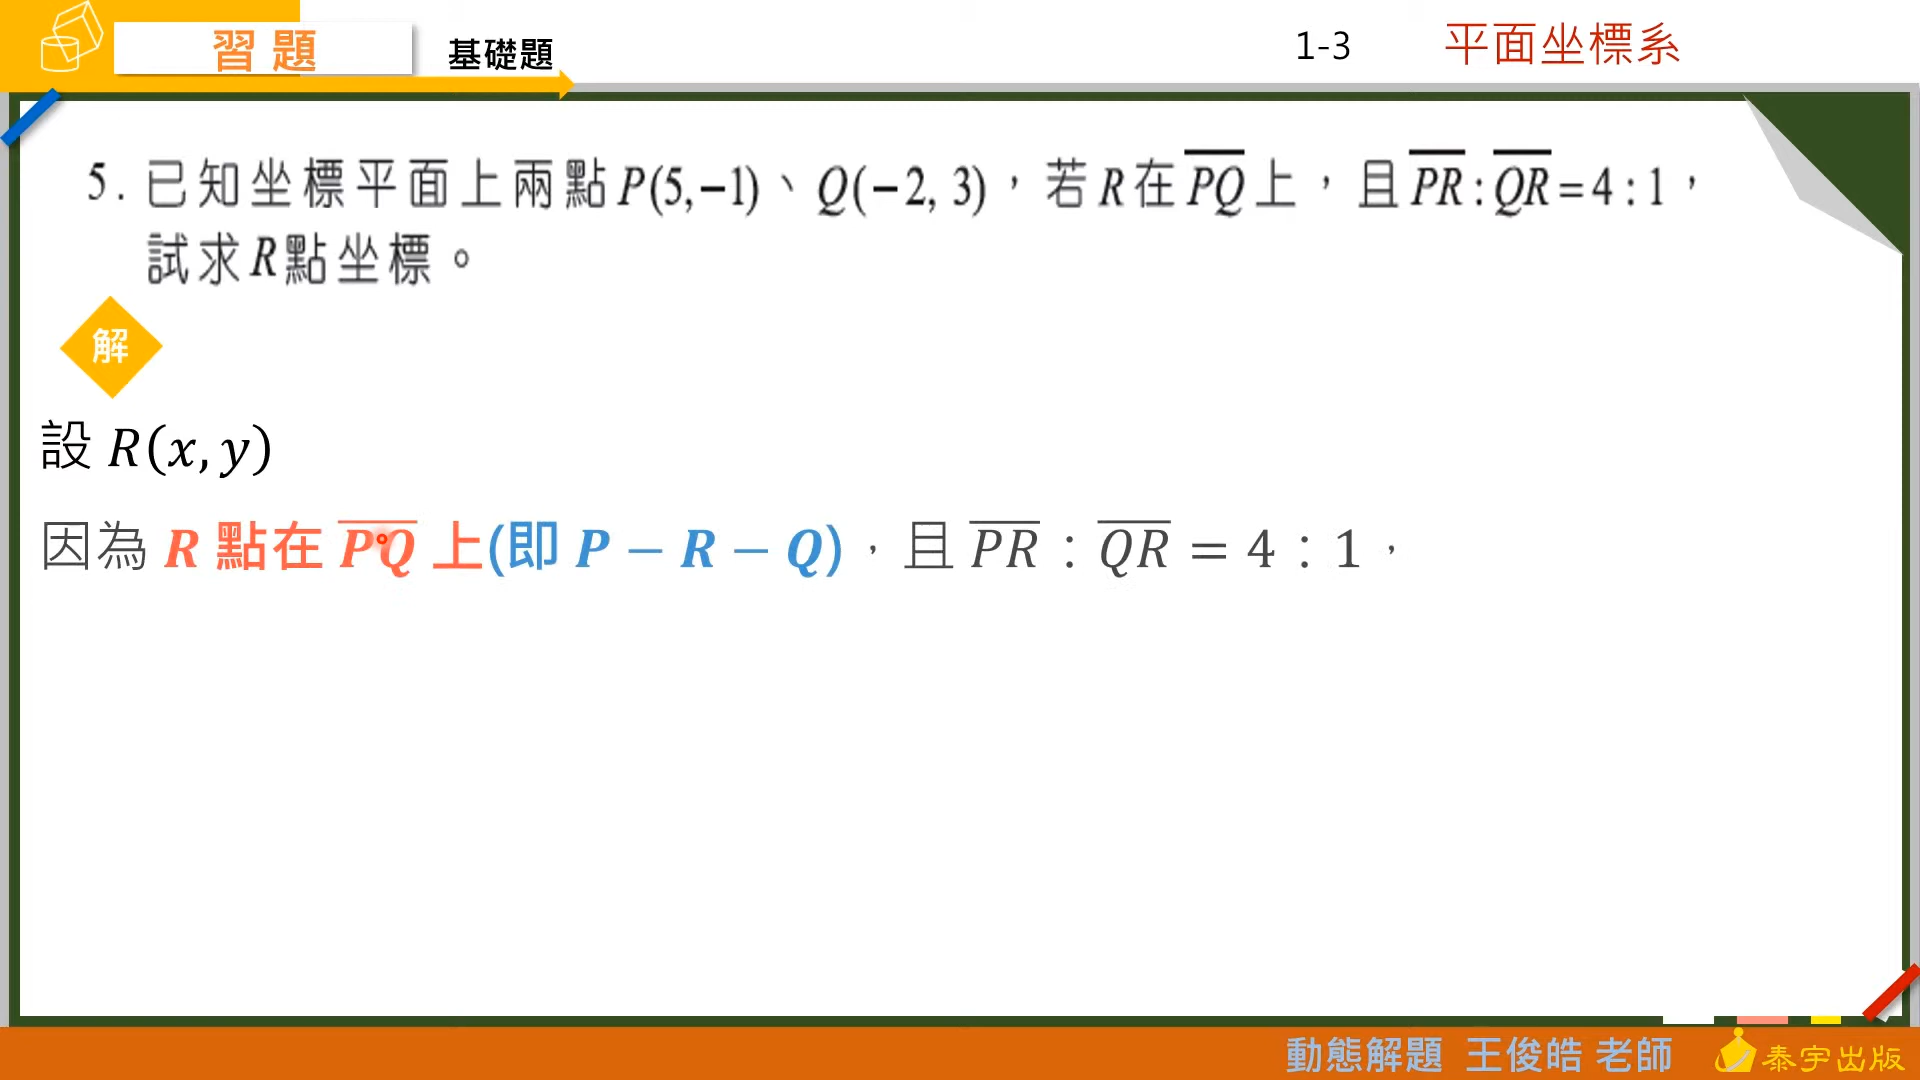 習題
基礎題
1-3 平面坐標系
5. 已知坐標平面上兩點P(5,−1)、Q(−2, 3)，若R在PQ上，且PR:QR=4:1，
試求R點坐標。
解
設 R(x,y)
因為 R 點在 PQ 上(即 P − R − Q)，且 PR : QR = 4 : 1，
動態解題 王俊皓 老師
泰宇出版